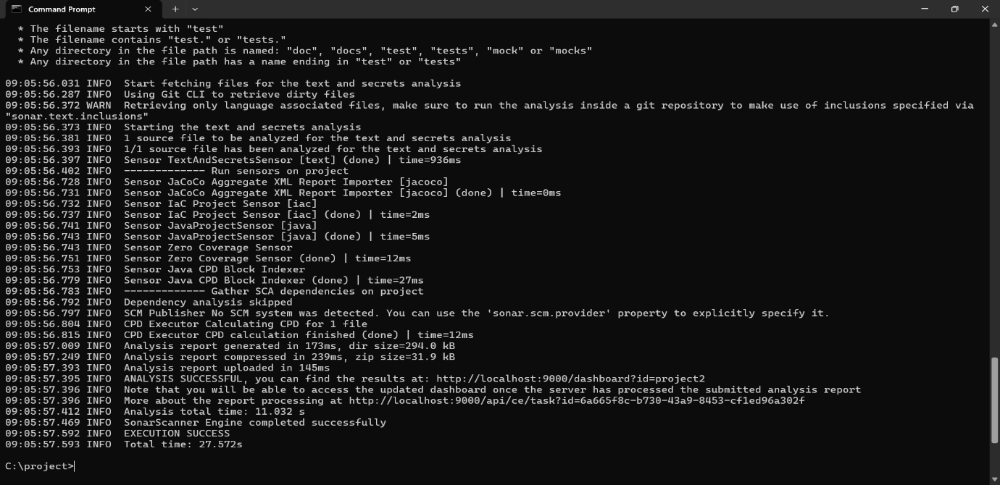 Command Prompt
* The filename starts with "test"
* The filename contains "test." or "tests."
* Any directory in the file path is named: "doc", "docs", "test", "tests", "mock" or "mocks"
* Any directory in the file path has a name ending in "test" or "tests"
09:05:56.031 INFO  Start fetching files for the text and secrets analysis
09:05:56.287 INFO  Using Git CLI to retrieve dirty files
09:05:56.372 WARN  Retrieving only language associated files, make sure to run the analysis inside a git repository to make use of inclusions specified via
"sonar.text.inclusions"
09:05:56.373 INFO  Starting the text and secrets analysis
09:05:56.381 INFO  1 source file to be analyzed for the text and secrets analysis
09:05:56.393 INFO  1/1 source file has been analyzed for the text and secrets analysis
09:05:56.397 INFO  Sensor TextAndSecretsSensor [text] (done) | time=936ms
09:05:56.402 INFO  ------------- Run sensors on project
09:05:56.728 INFO  Sensor JaCoCo Aggregate XML Report Importer [jacoco]
09:05:56.731 INFO  Sensor JaCoCo Aggregate XML Report Importer [jacoco] (done) | time=0ms
09:05:56.732 INFO  Sensor IaC Project Sensor [iac]
09:05:56.737 INFO  Sensor IaC Project Sensor [iac] (done) | time=2ms
09:05:56.741 INFO  Sensor JavaProjectSensor [java]
09:05:56.743 INFO  Sensor JavaProjectSensor [java] (done) | time=5ms
09:05:56.743 INFO  Sensor Zero Coverage Sensor
09:05:56.751 INFO  Sensor Zero Coverage Sensor (done) | time=12ms
09:05:56.753 INFO  Sensor Java CPD Block Indexer
09:05:56.779 INFO  Sensor Java CPD Block Indexer (done) | time=27ms
09:05:56.783 INFO  ------------- Gather SCA dependencies on project
09:05:56.792 INFO  Dependency analysis skipped
09:05:56.797 INFO  SCM Publisher No SCM system was detected. You can use the 'sonar.scm.provider' property to explicitly specify it.
09:05:56.804 INFO  CPD Executor Calculating CPD for 1 file
09:05:56.815 INFO  CPD Executor CPD calculation finished (done) | time=12ms
09:05:57.009 INFO  Analysis report generated in 173ms, dir size=294.0 kB
09:05:57.249 INFO  Analysis report compressed in 239ms, zip size=31.9 kB
09:05:57.393 INFO  Analysis report uploaded in 145ms
09:05:57.395 INFO  ANALYSIS SUCCESSFUL, you can find the results at: http://localhost:9000/dashboard?id=project2
09:05:57.396 INFO  Note that you will be able to access the updated dashboard once the server has processed the submitted analysis report
09:05:57.396 INFO  More about the report processing at http://localhost:9000/api/ce/task?id=6a665f8c-b730-43a9-8453-cf1ed96a302f
09:05:57.412 INFO  Analysis total time: 11.032 s
09:05:57.469 INFO  SonarScanner Engine completed successfully
09:05:57.592 INFO  EXECUTION SUCCESS
09:05:57.593 INFO  Total time: 27.572s
C:\project>